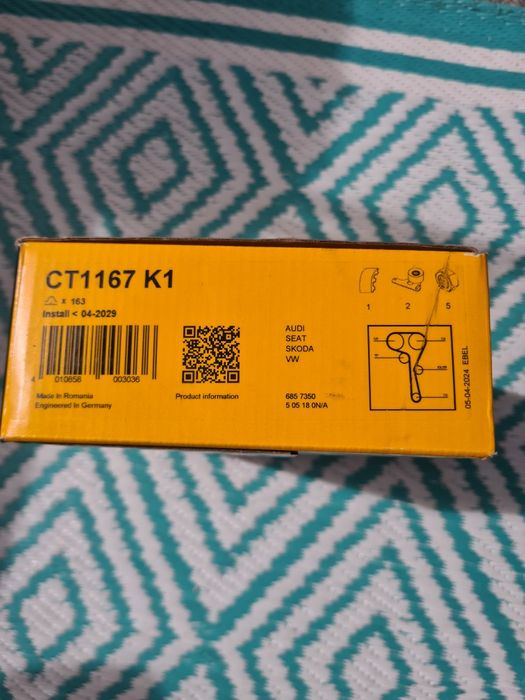 CT1167 K1
x 163
Install < 04-2029
4 010858 003036
Made In Romania
Engineered In Germany
Product information
AUDI
SEAT
SKODA
VW
685 7350
5 05 18 0N/A
1 2 5
05-04-2024 EBEL